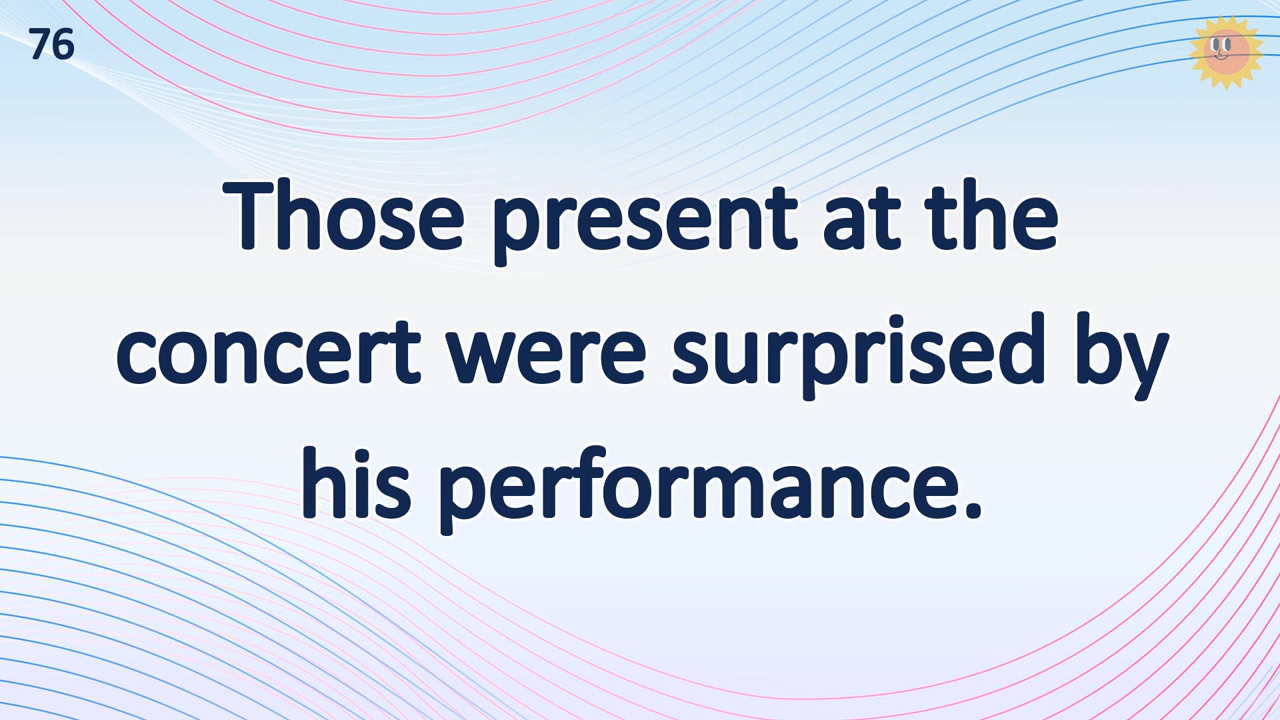 76
Those present at the
concert were surprised by
his performance.